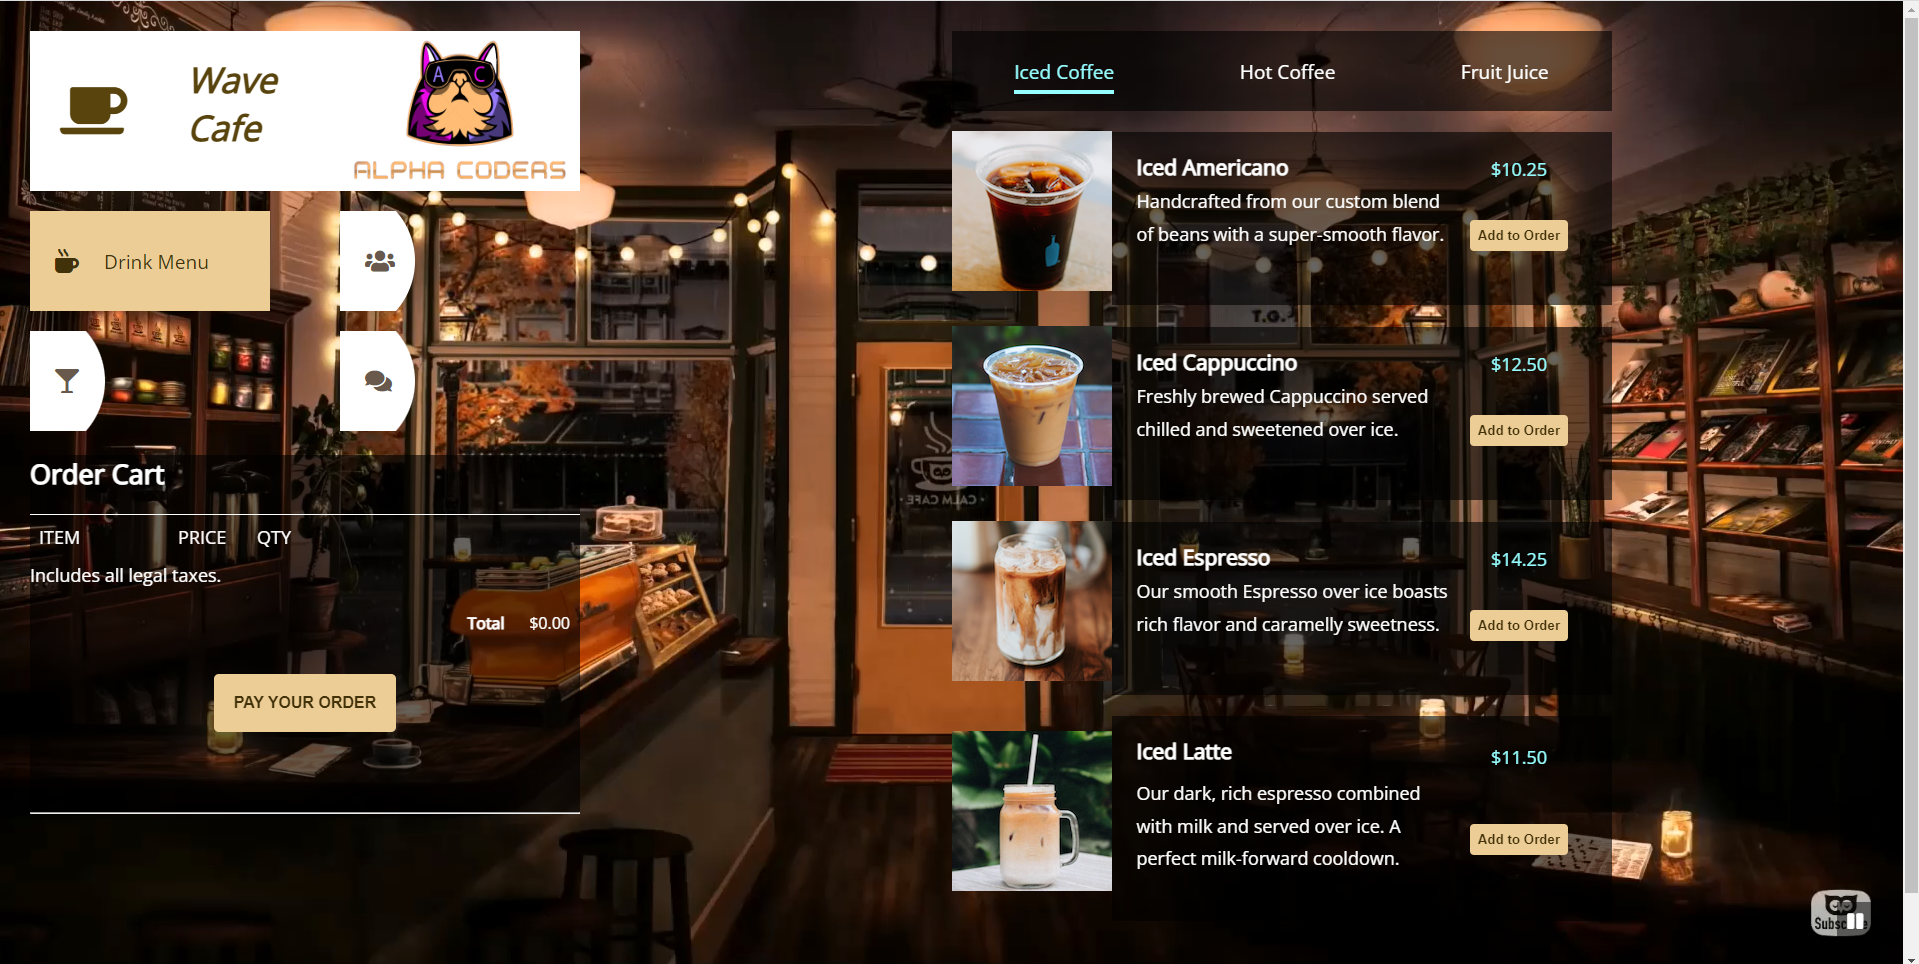 Wave
Cafe
A C
ALPHA CODERS
Drink Menu
Order Cart
ITEM PRICE QTY
Includes all legal taxes.
Total $0.00
PAY YOUR ORDER
Iced Coffee Hot Coffee Fruit Juice
Iced Americano $10.25
Handcrafted from our custom blend
of beans with a super-smooth flavor.
Add to Order
Iced Cappuccino $12.50
Freshly brewed Cappuccino served
chilled and sweetened over ice.
Add to Order
Iced Espresso $14.25
Our smooth Espresso over ice boasts
rich flavor and caramelly sweetness.
Add to Order
Iced Latte $11.50
Our dark, rich espresso combined
with milk and served over ice. A
perfect milk-forward cooldown.
Add to Order
T.G.
CALM CAFE